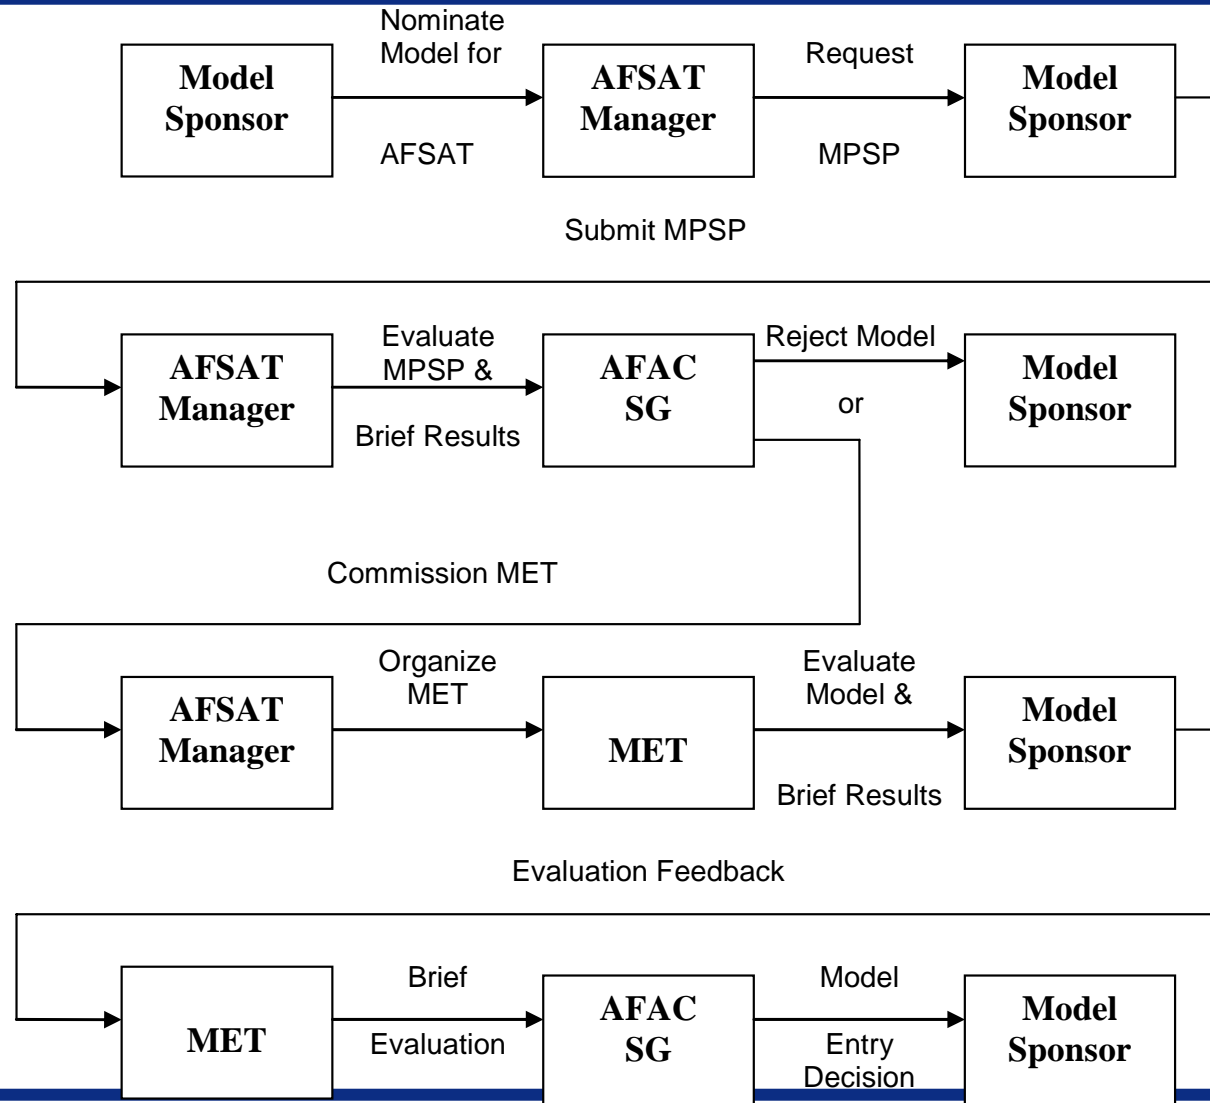 Nominate
Model for
AFSAT
Model
Sponsor
AFSAT
Manager
Request
MPSP
Model
Sponsor
Submit MPSP
AFSAT
Manager
Evaluate
MPSP &
Brief Results
AFAC
SG
Reject Model
or
Model
Sponsor
Commission MET
AFSAT
Manager
Organize
MET
MET
Evaluate
Model &
Brief Results
Model
Sponsor
Evaluation Feedback
MET
Brief
Evaluation
AFAC
SG
Model
Entry
Decision
Model
Sponsor